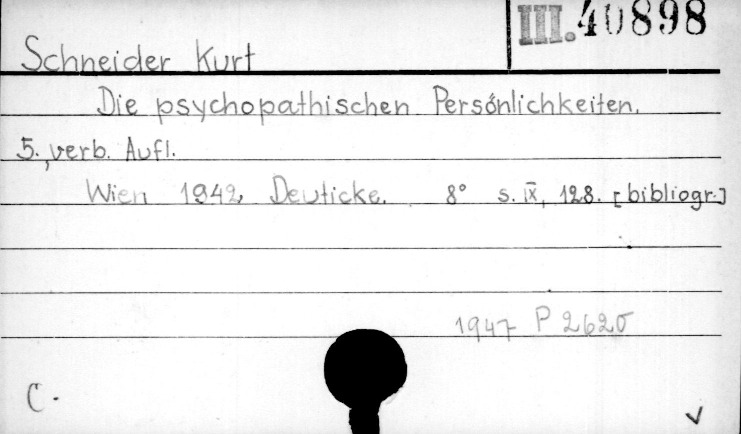 III. 40898
Schneider Kurt
Die psychopathischen Persönlichkeiten.
5., verb. Aufl.
Wien 1942, Deuticke. 8° s. IX, 128. [bibliogr.]
1947 P 2620
C.